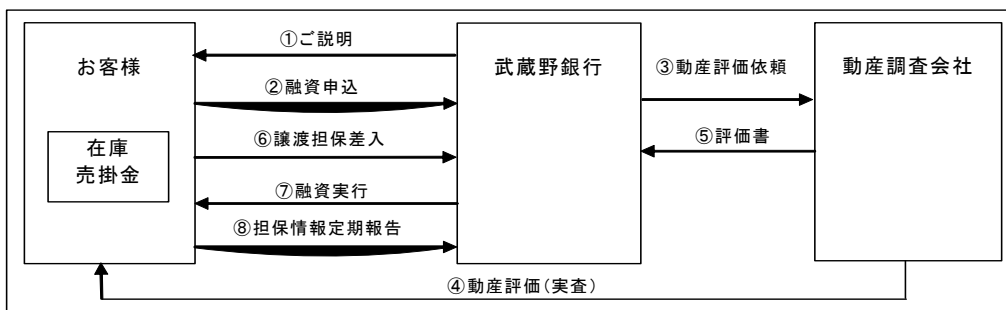 お客様
在庫
売掛金
①ご説明
②融資申込
⑥譲渡担保差入
⑦融資実行
⑧担保情報定期報告
武蔵野銀行
③動産評価依頼
⑤評価書
動産調査会社
④動産評価(実査)